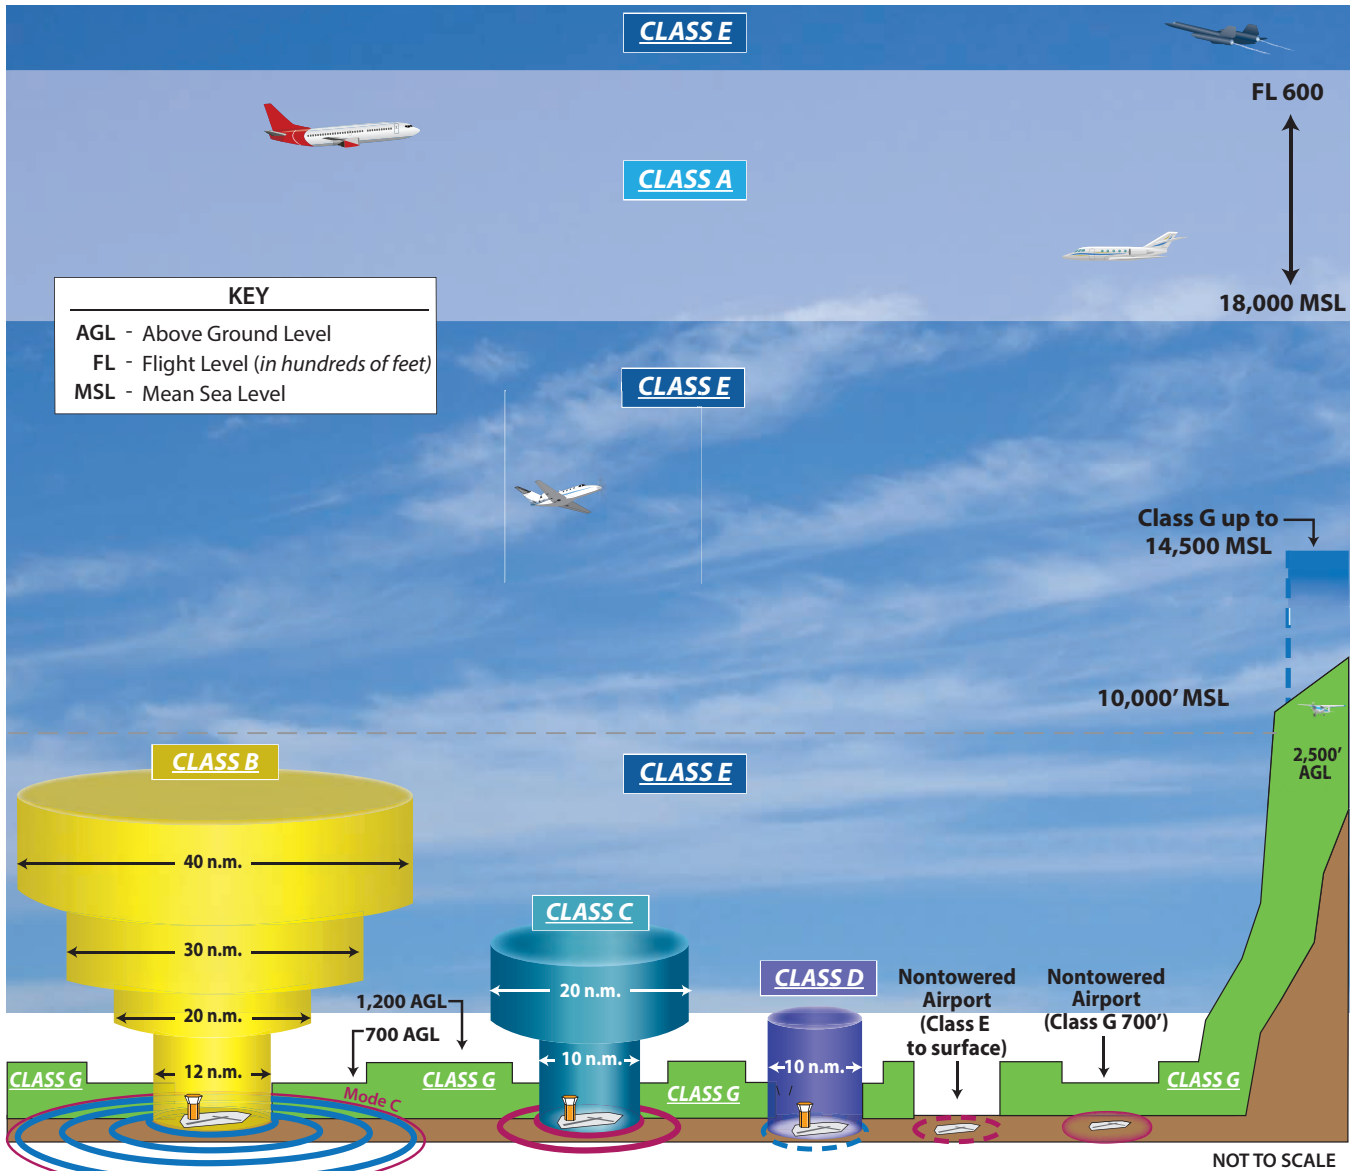 CLASS E
FL 600
CLASS A
18,000 MSL
KEY
AGL - Above Ground Level
FL - Flight Level (in hundreds of feet)
MSL - Mean Sea Level
CLASS E
Class G up to
14,500 MSL
10,000’ MSL
2,500’
AGL
CLASS B
CLASS E
40 n.m.
30 n.m.
20 n.m.
12 n.m.
CLASS C
20 n.m.
10 n.m.
CLASS D
10 n.m.
Nontowered
Airport
(Class E
to surface)
Nontowered
Airport
(Class G 700’)
1,200 AGL
700 AGL
CLASS G
CLASS G
CLASS G
CLASS G
Mode C
NOT TO SCALE